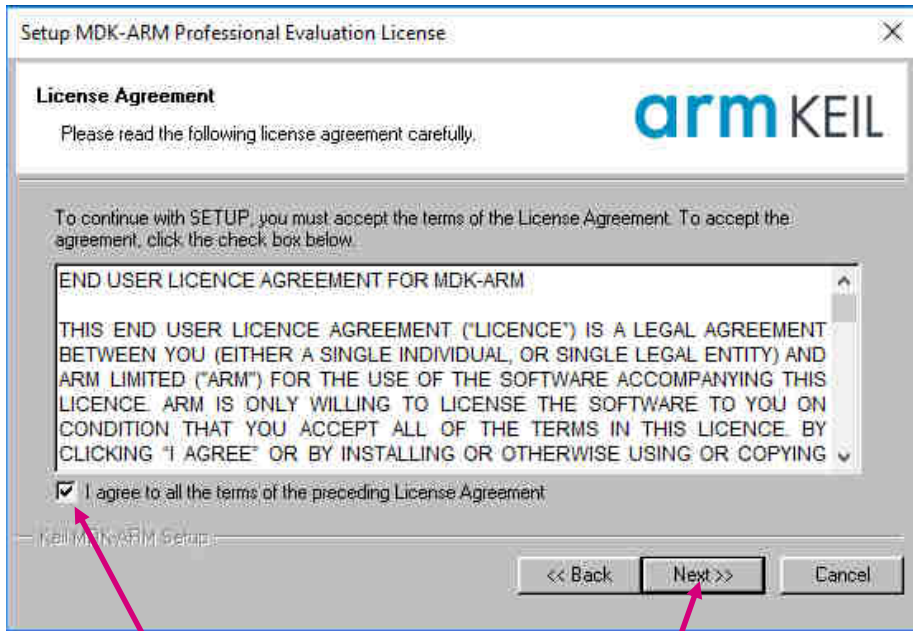 Setup MDK-ARM Professional Evaluation License
License Agreement
Please read the following license agreement carefully.
arm KEIL
To continue with SETUP, you must accept the terms of the License Agreement. To accept the
agreement, click the check box below.
END USER LICENCE AGREEMENT FOR MDK-ARM
THIS END USER LICENCE AGREEMENT ("LICENCE") IS A LEGAL AGREEMENT
BETWEEN YOU (EITHER A SINGLE INDIVIDUAL, OR SINGLE LEGAL ENTITY) AND
ARM LIMITED ("ARM") FOR THE USE OF THE SOFTWARE ACCOMPANYING THIS
LICENCE. ARM IS ONLY WILLING TO LICENSE THE SOFTWARE TO YOU ON
CONDITION THAT YOU ACCEPT ALL OF THE TERMS IN THIS LICENCE. BY
CLICKING "I AGREE" OR BY INSTALLING OR OTHERWISE USING OR COPYING
I agree to all the terms of the preceding License Agreement
Keil MDK-ARM Setup
<< Back Next >> Cancel